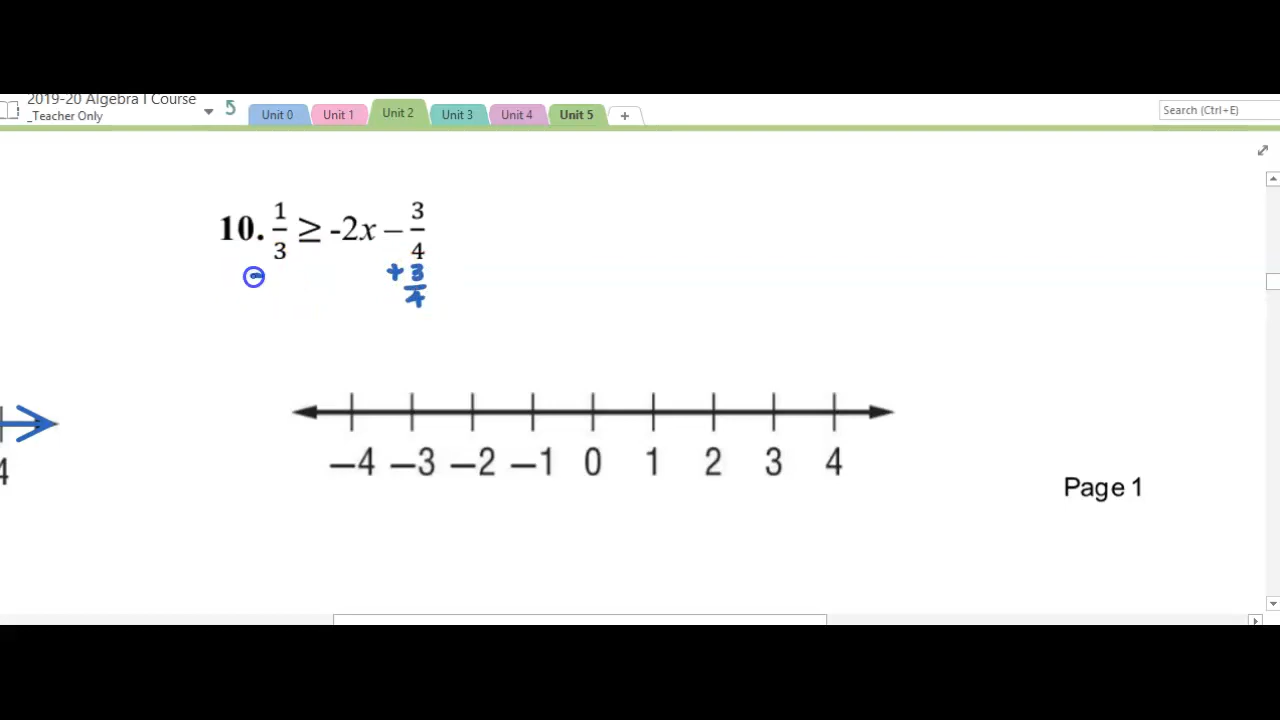 2019-20 Algebra I Course
_Teacher Only
Unit 0 Unit 1 Unit 2 Unit 3 Unit 4 Unit 5 +
Search (Ctrl+E)
10. 1/3 ≥ -2x – 3/4
+ 3/4
–4 –3 –2 –1 0 1 2 3 4
4
Page 1